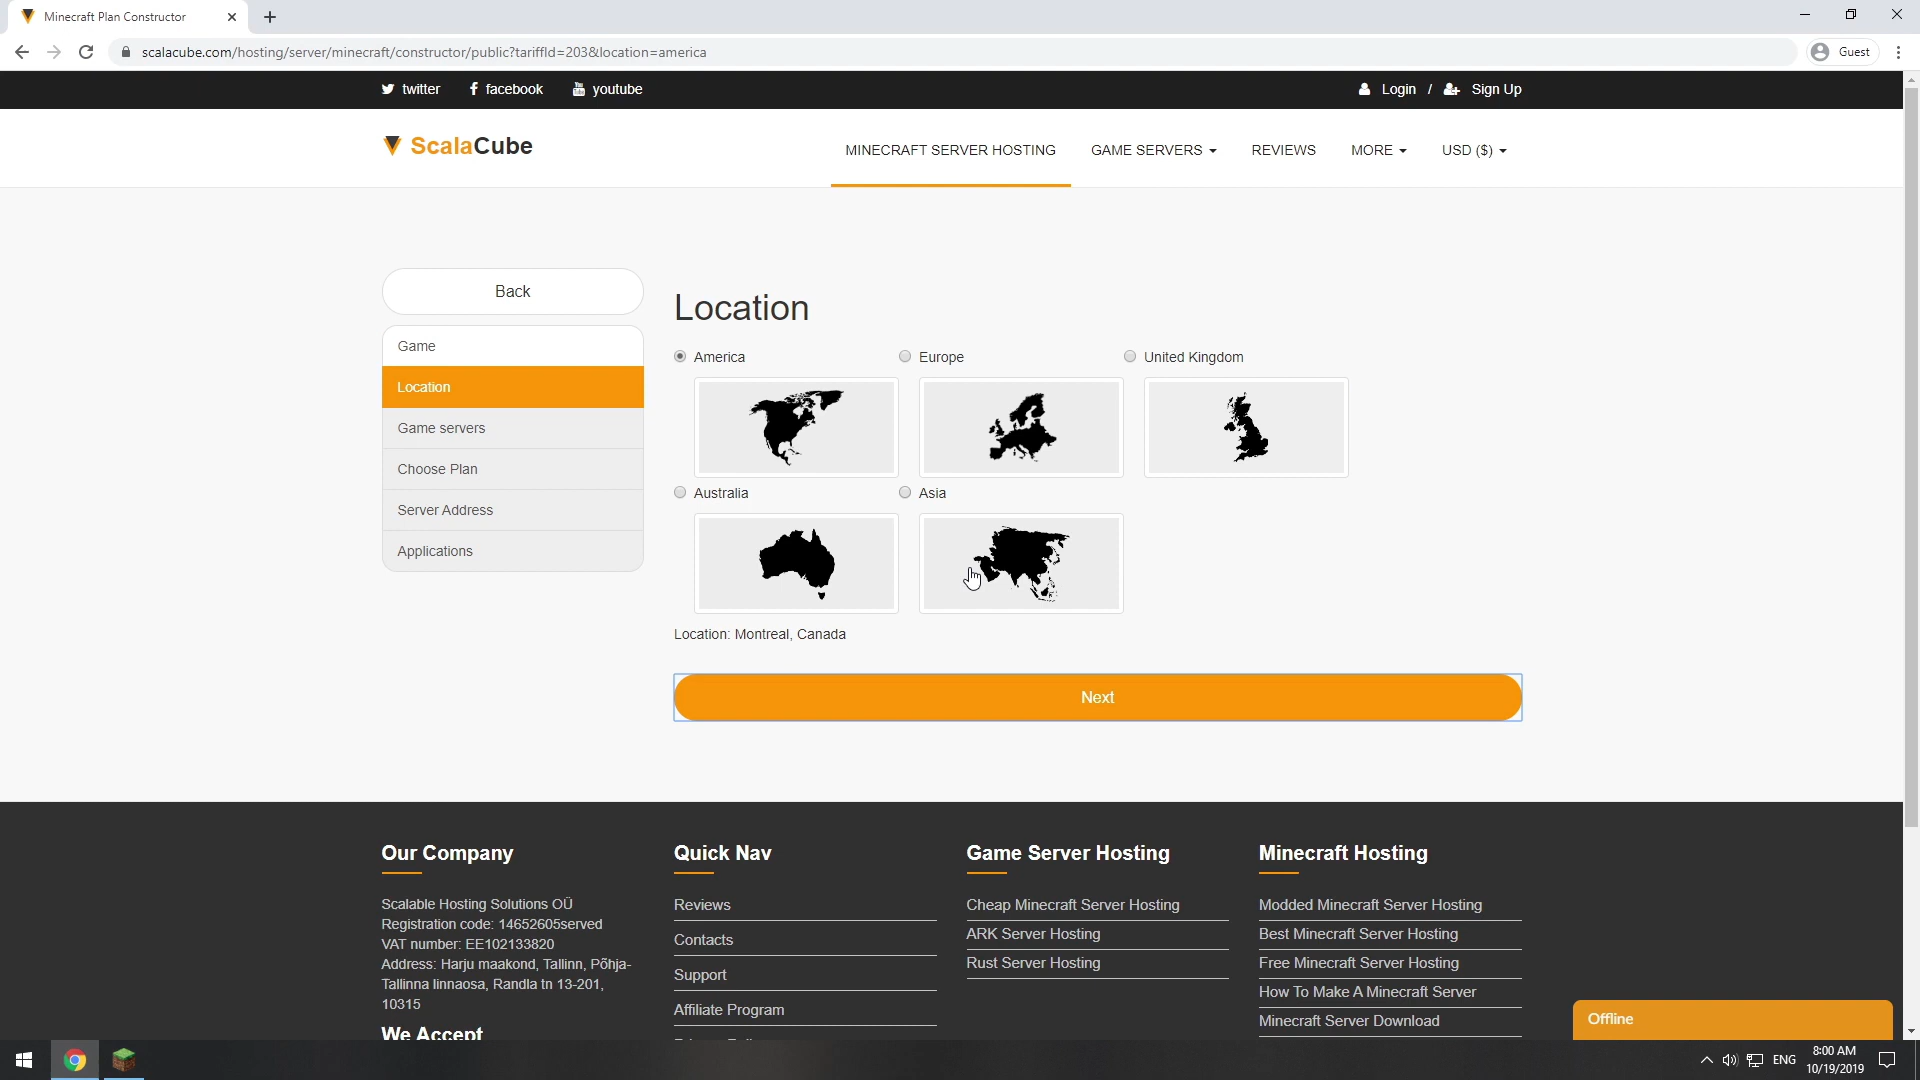 Minecraft Plan Constructor
scalacube.com/hosting/server/minecraft/constructor/public?tariffId=203&location=america
Guest
twitter
facebook
youtube
Login / Sign Up
ScalaCube
MINECRAFT SERVER HOSTING
GAME SERVERS
REVIEWS
MORE
USD ($)
Back
Game
Location
Game servers
Choose Plan
Server Address
Applications
Location
America
Europe
United Kingdom
Australia
Asia
Location: Montreal, Canada
Next
Our Company
Scalable Hosting Solutions OÜ
Registration code: 14652605served
VAT number: EE102133820
Address: Harju maakond, Tallinn, Põhja-
Tallinna linnaosa, Randla tn 13-201,
10315
We Accept
Quick Nav
Reviews
Contacts
Support
Affiliate Program
Game Server Hosting
Cheap Minecraft Server Hosting
ARK Server Hosting
Rust Server Hosting
Minecraft Hosting
Modded Minecraft Server Hosting
Best Minecraft Server Hosting
Free Minecraft Server Hosting
How To Make A Minecraft Server
Minecraft Server Download
Offline
ENG
8:00 AM
10/19/2019